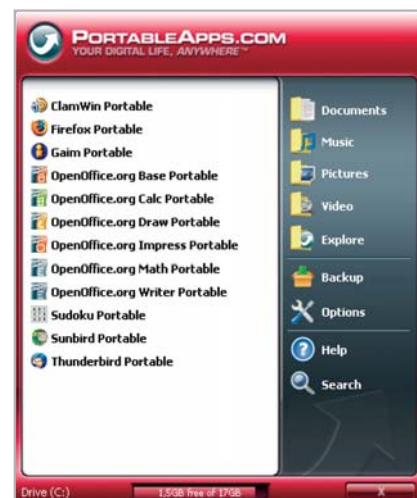 PORTABLEAPPS.COM
YOUR DIGITAL LIFE, ANYWHERE™
ClamWin Portable
Firefox Portable
Gaim Portable
OpenOffice.org Base Portable
OpenOffice.org Calc Portable
OpenOffice.org Draw Portable
OpenOffice.org Impress Portable
OpenOffice.org Math Portable
OpenOffice.org Writer Portable
Sudoku Portable
Sunbird Portable
Thunderbird Portable
Documents
Music
Pictures
Video
Explore
Backup
Options
Help
Search
Drive (C:)
1,5GB free of 17GB
X